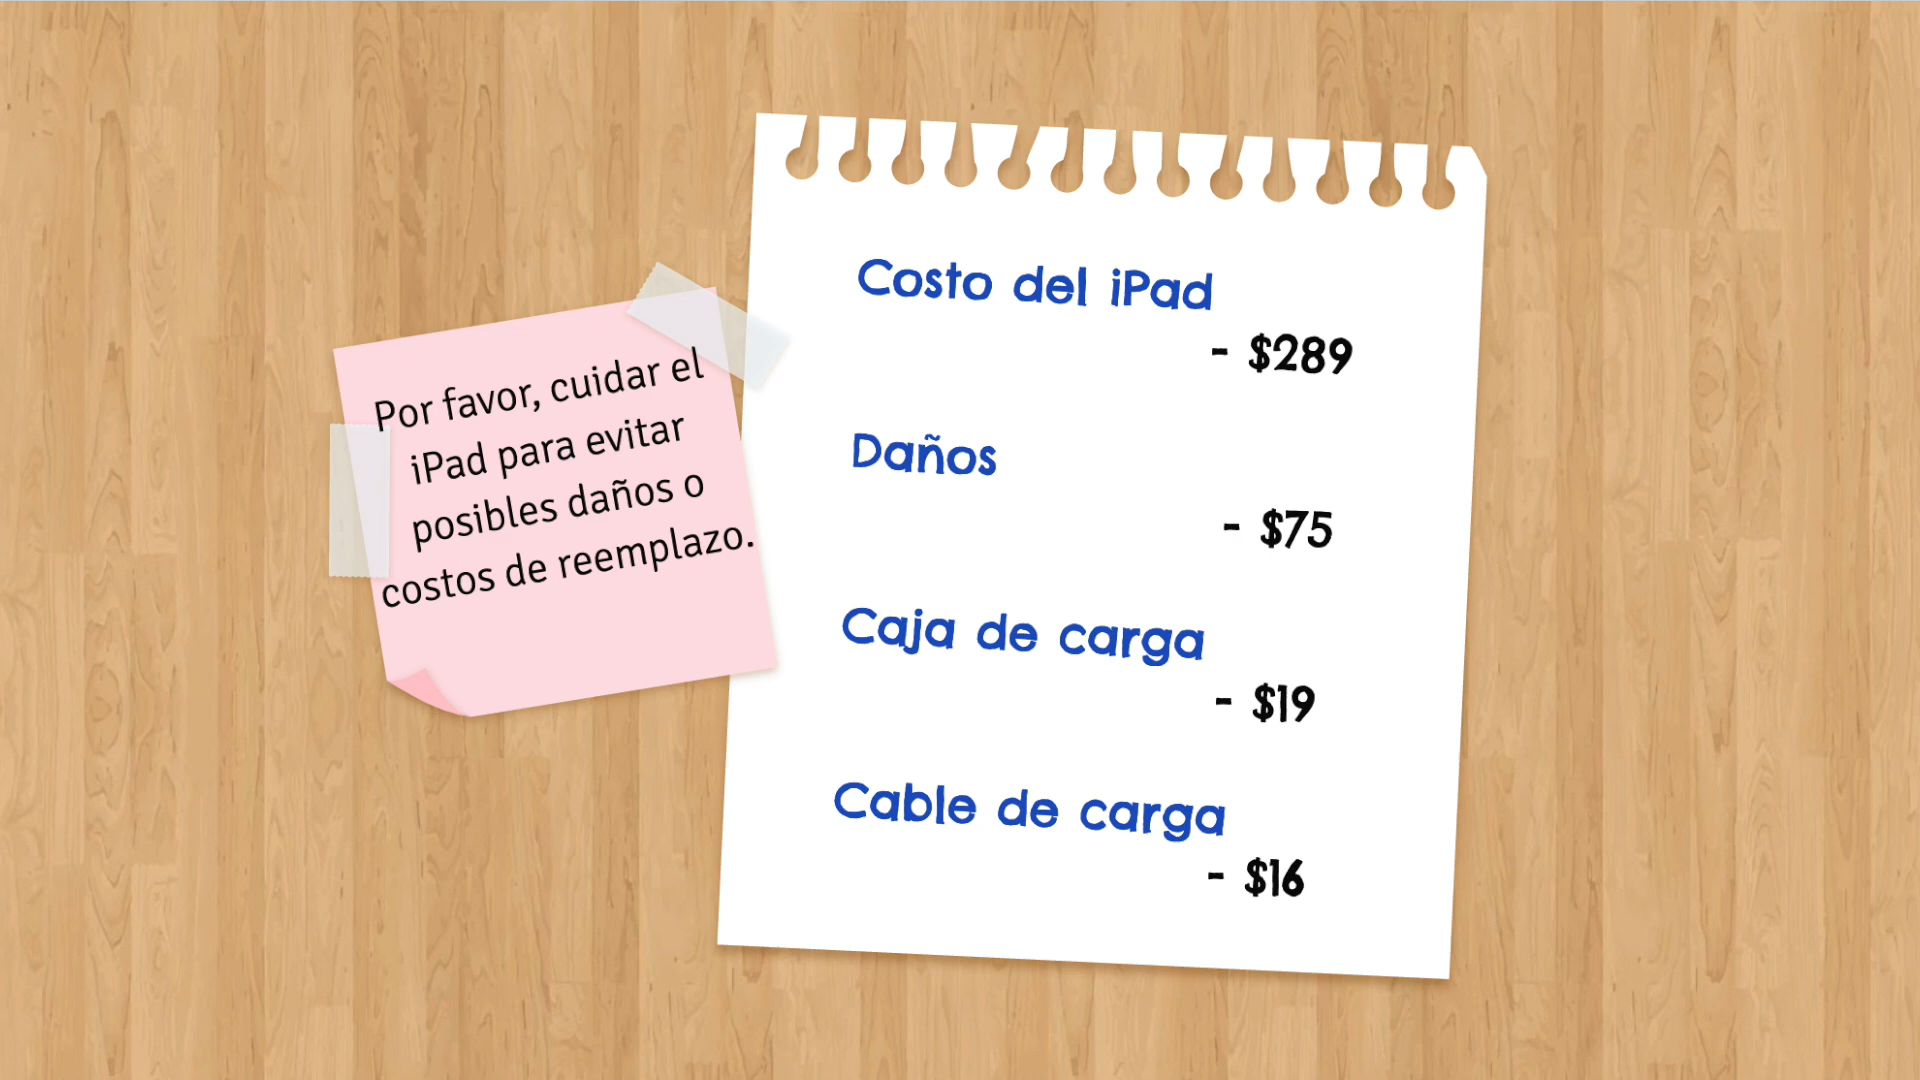 Por favor, cuidar el
iPad para evitar
posibles daños o
costos de reemplazo.
Costo del iPad
- $289
Daños
- $75
Caja de carga
- $19
Cable de carga
- $16